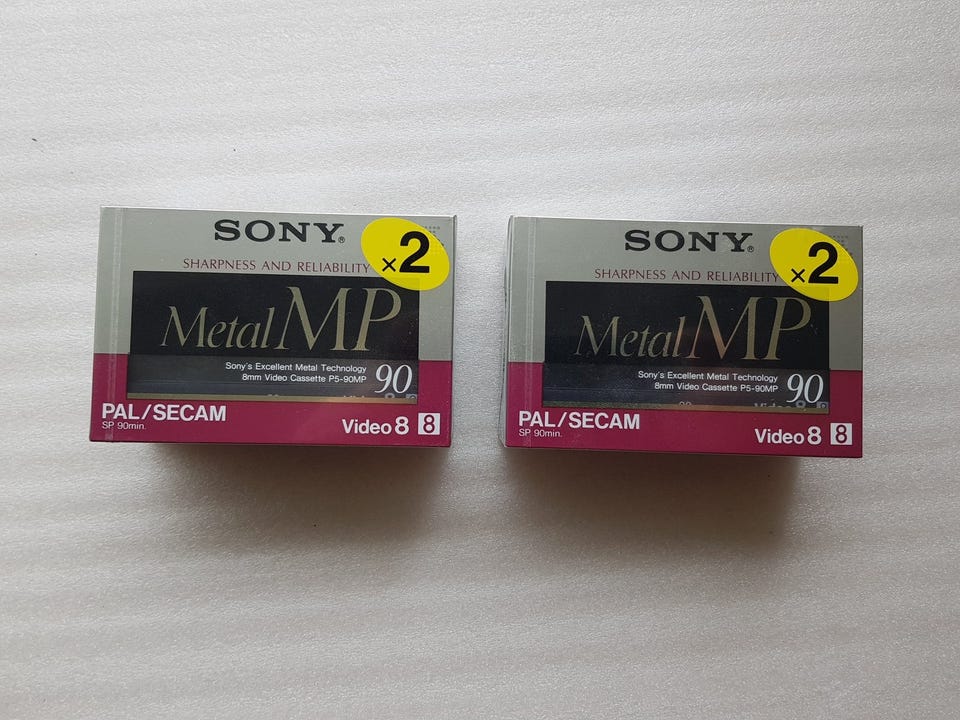 SONY®
×2
SHARPNESS AND RELIABILITY
Metal MP
Sony's Excellent Metal Technology
8mm Video Cassette P5-90MP
90
PAL/SECAM
SP 90min.
Video 8 8
SONY®
×2
SHARPNESS AND RELIABILITY
Metal MP
Sony's Excellent Metal Technology
8mm Video Cassette P5-90MP
90
PAL/SECAM
SP 90min.
Video 8 8